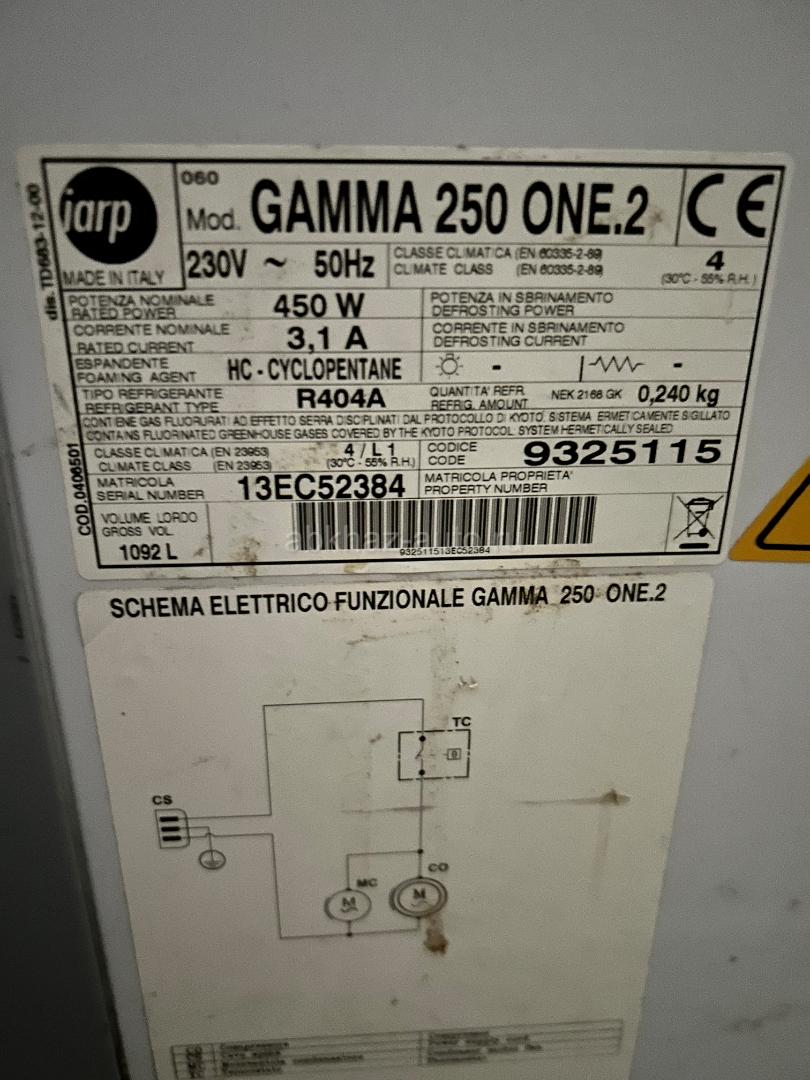 dis. TD683-12-00
COD.0406501
iarp
MADE IN ITALY
060
Mod. GAMMA 250 ONE.2
CE
230V ~ 50Hz
CLASSE CLIMATICA (EN 60335-2-89)
CLIMATE CLASS (EN 60335-2-89)
4
(30°C - 55% R.H.)
POTENZA NOMINALE
RATED POWER
450 W
POTENZA IN SBRINAMENTO
DEFROSTING POWER
CORRENTE NOMINALE
RATED CURRENT
3,1 A
CORRENTE IN SBRINAMENTO
DEFROSTING CURRENT
ESPANDENTE
FOAMING AGENT
HC - CYCLOPENTANE
- -
TIPO REFRIGERANTE
REFRIGERANT TYPE
R404A
QUANTITA' REFR.
REFRIG. AMOUNT
NEK 2168 GK 0,240 kg
CONTIENE GAS FLUORURATI AD EFFETTO SERRA DISCIPLINATI DAL PROTOCOLLO DI KYOTO. SISTEMA ERMETICAMENTE SIGILLATO
CONTAINS FLUORINATED GREENHOUSE GASES COVERED BY THE KYOTO PROTOCOL. SYSTEM HERMETICALLY SEALED
CLASSE CLIMATICA (EN 23953)
CLIMATE CLASS (EN 23953)
4 / L1
(30°C - 55% R.H.)
CODICE
CODE
9325115
MATRICOLA
SERIAL NUMBER
13EC52384
MATRICOLA PROPRIETA'
PROPERTY NUMBER
VOLUME LORDO
GROSS VOL.
1092 L
932511513EC52384
SCHEMA ELETTRICO FUNZIONALE GAMMA 250 ONE.2
TC
θ
CS
MC
CO
M
M